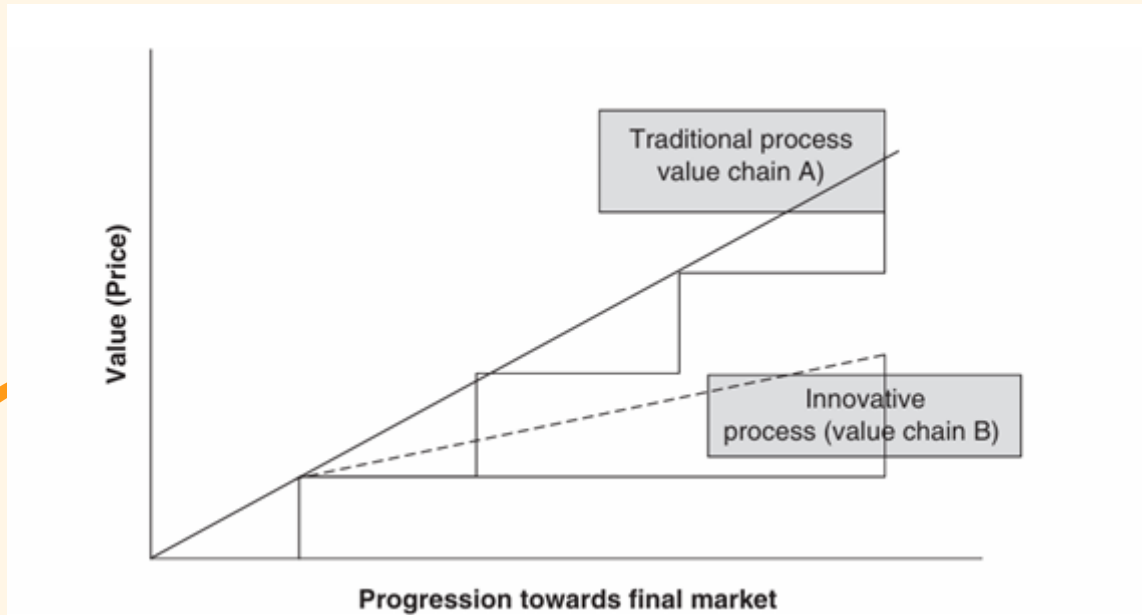 Traditional process
value chain A)
Value (Price)
Innovative
process (value chain B)
Progression towards final market